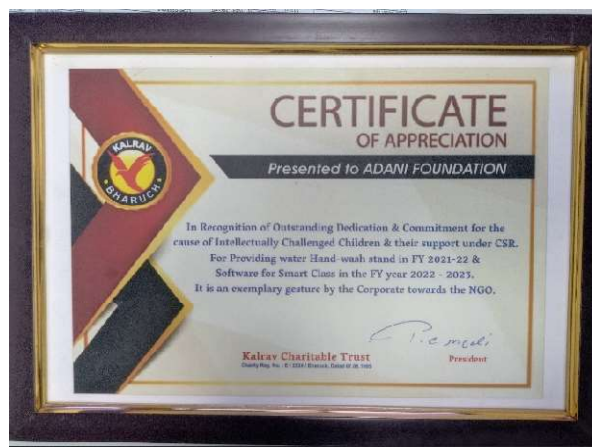 KALRAV
BHARUCH
CERTIFICATE
OF APPRECIATION
Presented to ADANI FOUNDATION
In Recognition of Outstanding Dedication & Commitment for the
cause of Intellectually Challenged Children & their support under CSR.
For Providing water Hand-wash stand in FY 2021-22 &
Software for Smart Class in the FY year 2022 - 2023.
It is an exemplary gesture by the Corporate towards the NGO.
Kalrav Charitable Trust
President